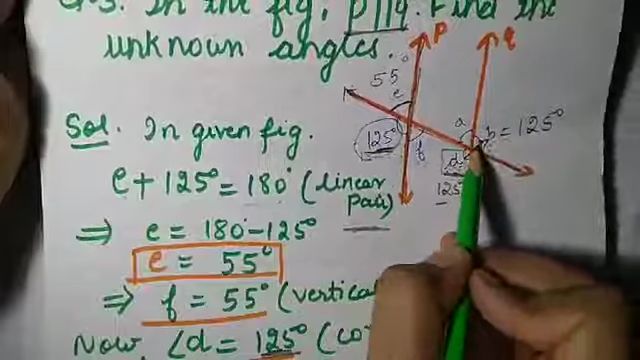 In the fig, p||q. Find the
unknown angles.
p
q
55°
e
a
b = 125°
125°
f
d
125
Sol. In given fig.
e + 125° = 180° (linear pair)
⇒ e = 180° - 125°
e = 55°
⇒ f = 55° (vertical
Now, ∠d = 125° (co